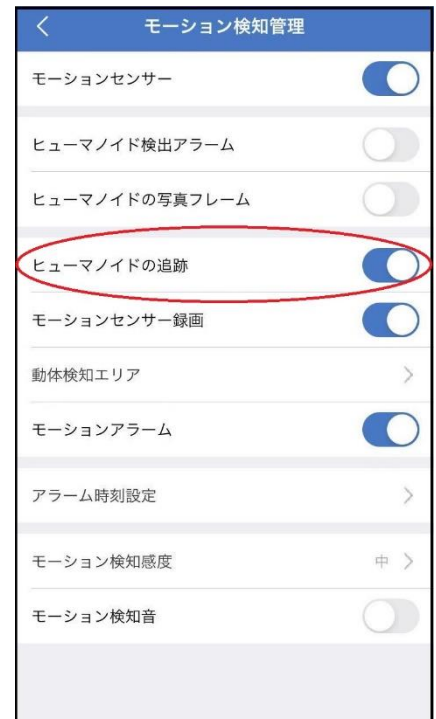 モーション検知管理
モーションセンサー
ヒューマノイド検出アラーム
ヒューマノイドの写真フレーム
ヒューマノイドの追跡
モーションセンサー録画
動体検知エリア
モーションアラーム
アラーム時刻設定
モーション検知感度 中
モーション検知音